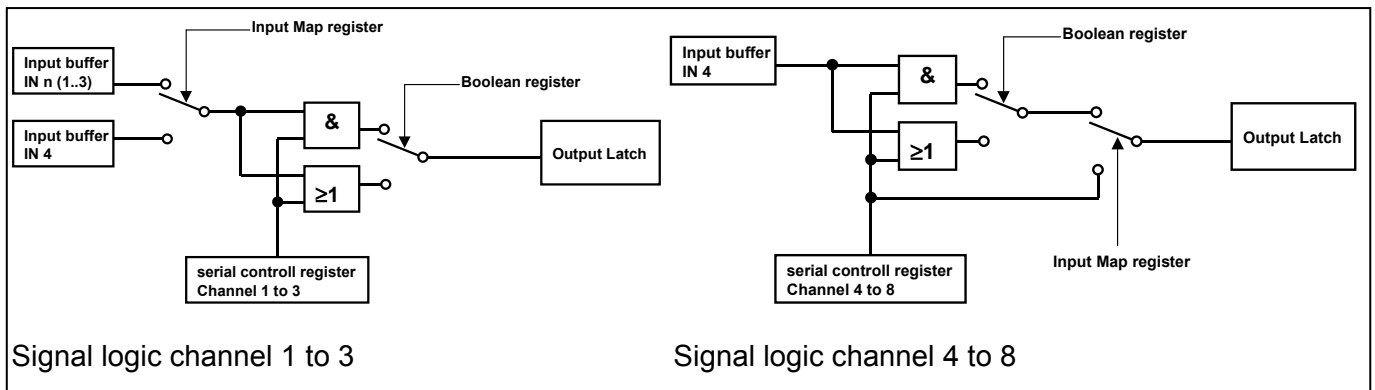 Input Map register
Input buffer
IN n (1..3)
Input buffer
IN 4
Boolean register
&
≥1
Output Latch
serial controll register
Channel 1 to 3
Signal logic channel 1 to 3
Input buffer
IN 4
Boolean register
&
≥1
Output Latch
Input Map register
serial controll register
Channel 4 to 8
Signal logic channel 4 to 8